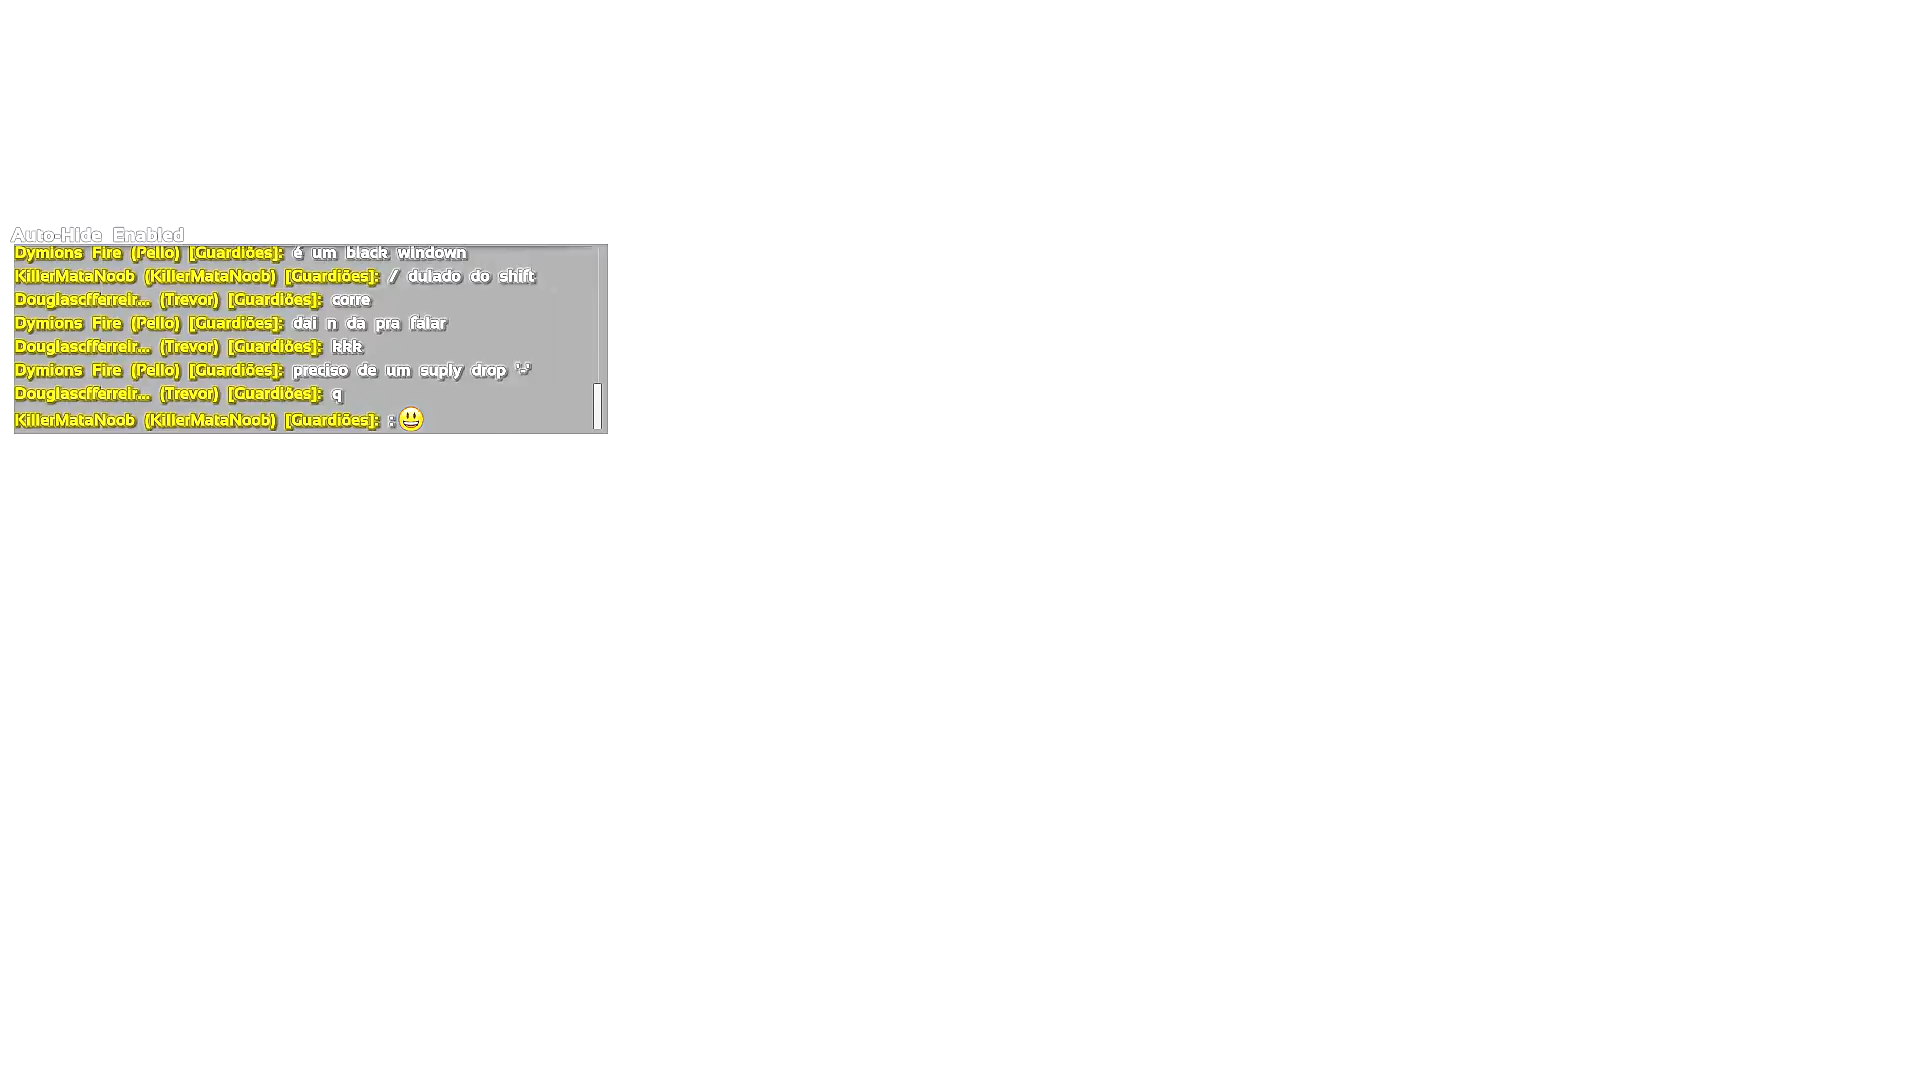 Auto-Hide Enabled
Dymions Fire (Pello) [Guardiões]: é um black windown
KillerMataNoob (KillerMataNoob) [Guardiões]: / dulado do shift
Douglascfferreir... (Trevor) [Guardiões]: corre
Dymions Fire (Pello) [Guardiões]: dai n da pra falar
Douglascfferreir... (Trevor) [Guardiões]: kkk
Dymions Fire (Pello) [Guardiões]: preciso de um suply drop '-'
Douglascfferreir... (Trevor) [Guardiões]: q
KillerMataNoob (KillerMataNoob) [Guardiões]: :😃